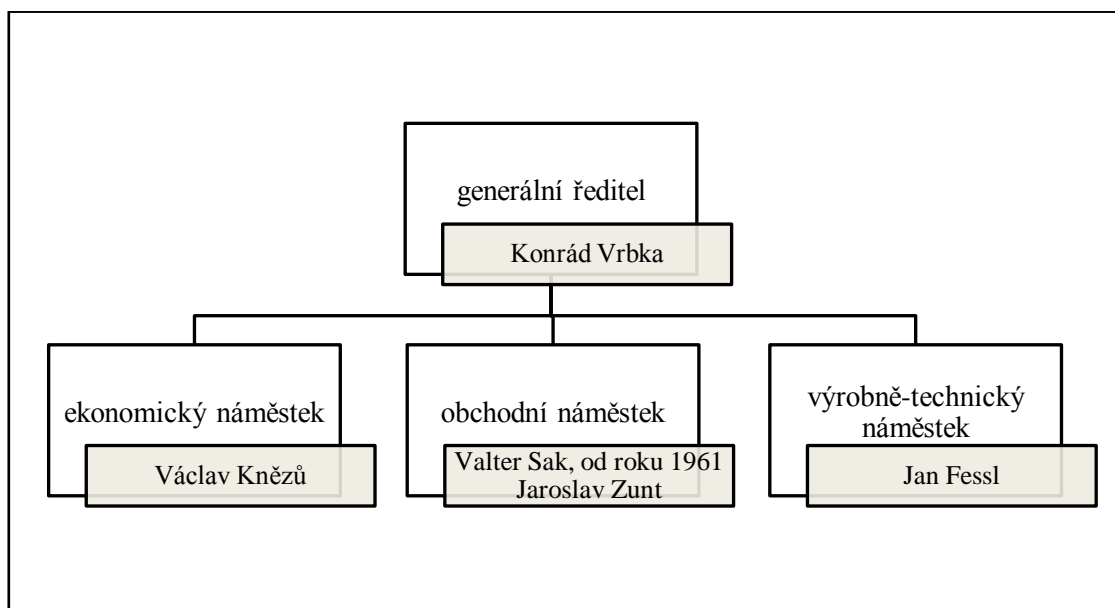 generální ředitel
Konrád Vrbka
ekonomický náměstek
Václav Knězů
obchodní náměstek
Valter Sak, od roku 1961
Jaroslav Zunt
výrobně-technický
náměstek
Jan Fessl